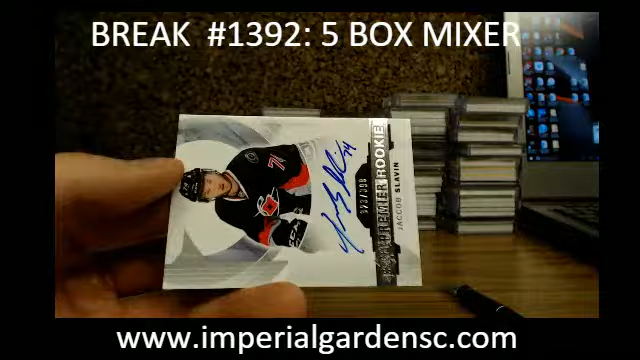 BREAK #1392: 5 BOX MIXER
PREMIER ROOKIE
JACCOB SLAVIN
www.imperialgardensc.com